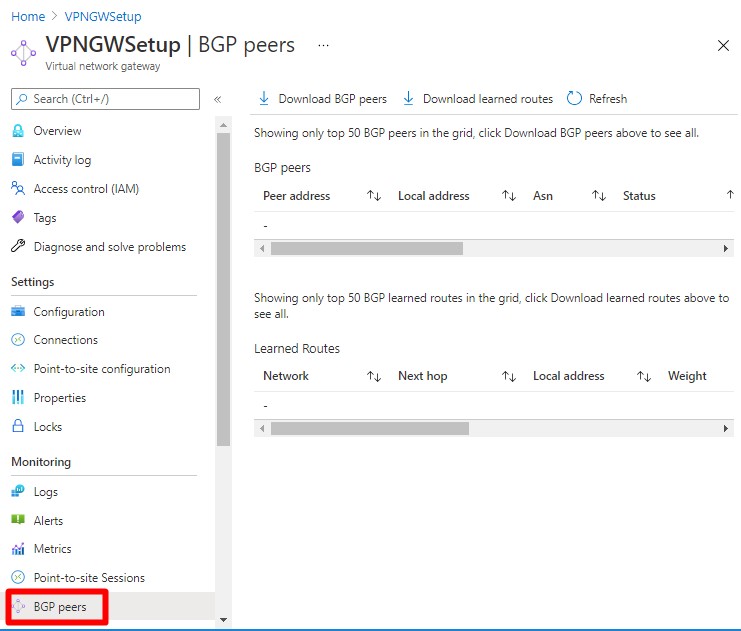 Home > VPNGWSetup
VPNGWSetup | BGP peers ...
Virtual network gateway
Search (Ctrl+/)
«
Overview
Activity log
Access control (IAM)
Tags
Diagnose and solve problems
Settings
Configuration
Connections
Point-to-site configuration
Properties
Locks
Monitoring
Logs
Alerts
Metrics
Point-to-site Sessions
BGP peers
Download BGP peers Download learned routes Refresh
Showing only top 50 BGP peers in the grid, click Download BGP peers above to see all.
BGP peers
Peer address Local address Asn Status
-
Showing only top 50 BGP learned routes in the grid, click Download learned routes above to
see all.
Learned Routes
Network Next hop Local address Weight
-